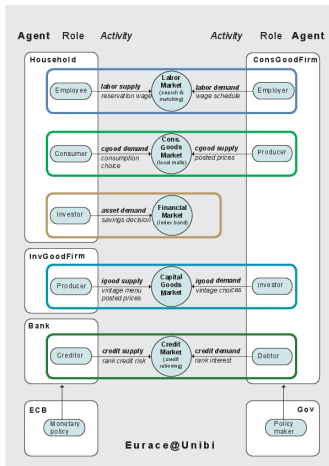 Agent Role Activity Activity Role Agent
Household ConsGoodFirm
Employee labor supply reservation wage Labor Market (search & matching) labor demand wage schedule Employer
Consumer cgood demand consumption choice Cons. Goods Market (local malls) cgood supply posted prices Producer
Investor asset demand savings decision Financial Market (index bond)
InvGoodFirm
Producer igood supply vintage menu posted prices Capital Goods Market igood demand vintage choices Investor
Bank
Creditor credit supply rank credit risk Credit Market (credit rationing) credit demand rank interest Debtor
ECB Gov
Monetary policy Policy maker
Eurace@Unibi